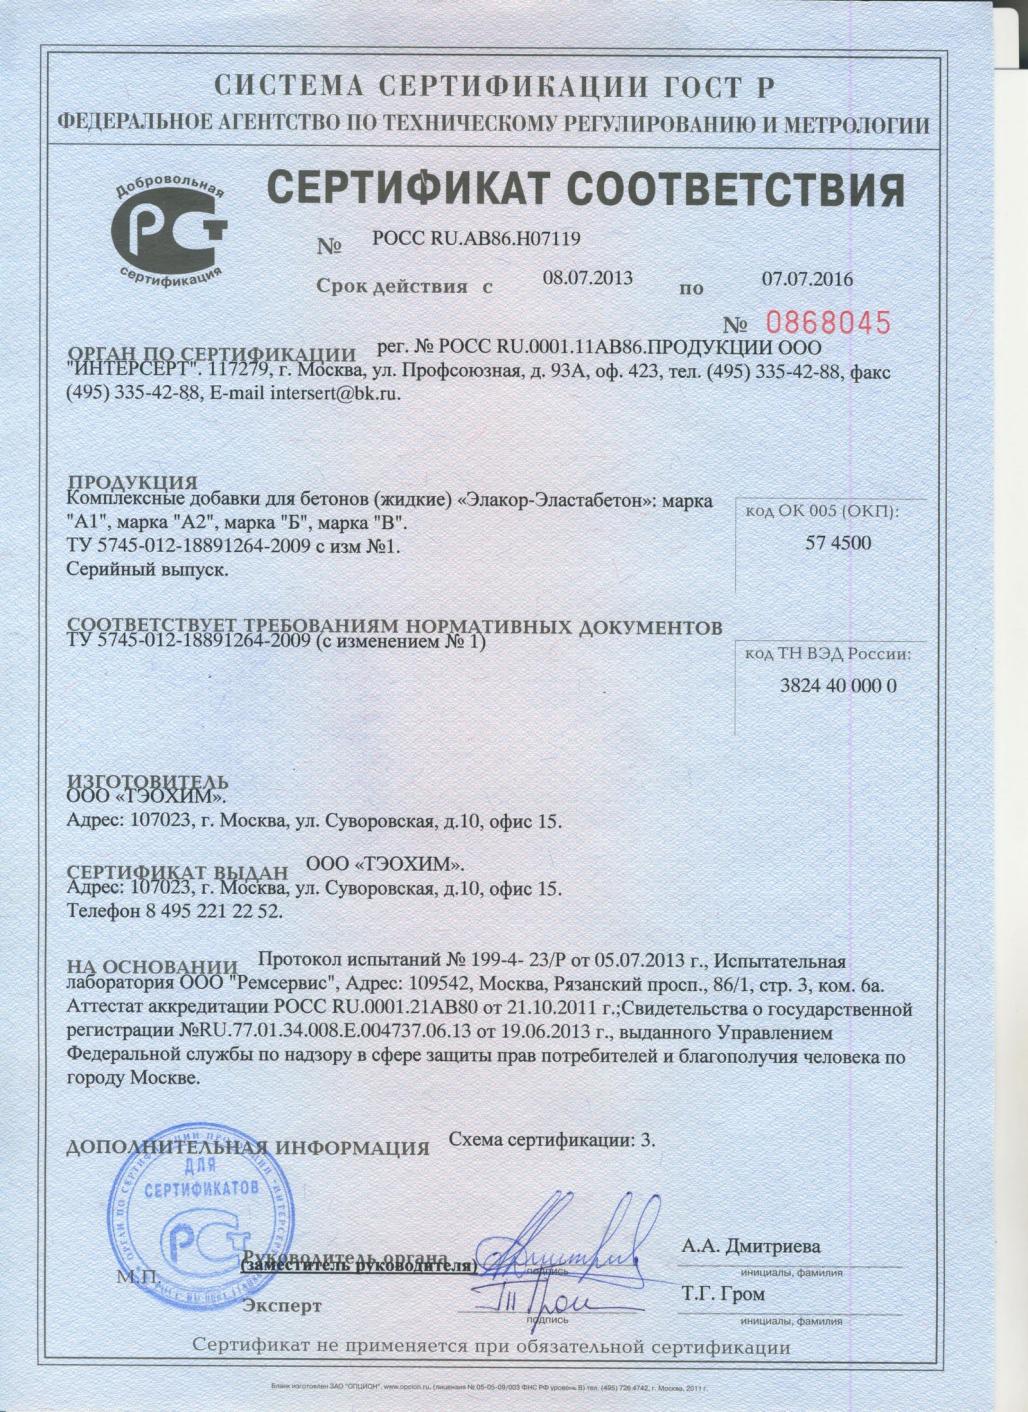 СИСТЕМА СЕРТИФИКАЦИИ ГОСТ Р
ФЕДЕРАЛЬНОЕ АГЕНТСТВО ПО ТЕХНИЧЕСКОМУ РЕГУЛИРОВАНИЮ И МЕТРОЛОГИИ
Добровольная
РСТ
сертификация
СЕРТИФИКАТ СООТВЕТСТВИЯ
№ РОСС RU.АВ86.Н07119
Срок действия с 08.07.2013 по 07.07.2016
№ 0868045
ОРГАН ПО СЕРТИФИКАЦИИ рег. № РОСС RU.0001.11АВ86.ПРОДУКЦИИ ООО
"ИНТЕРСЕРТ". 117279, г. Москва, ул. Профсоюзная, д. 93А, оф. 423, тел. (495) 335-42-88, факс
(495) 335-42-88, E-mail intersert@bk.ru.
ПРОДУКЦИЯ
Комплексные добавки для бетонов (жидкие) «Элакор-Эластабетон»: марка
"А1", марка "А2", марка "Б", марка "В".
ТУ 5745-012-18891264-2009 с изм №1.
Серийный выпуск.
код ОК 005 (ОКП):
57 4500
СООТВЕТСТВУЕТ ТРЕБОВАНИЯМ НОРМАТИВНЫХ ДОКУМЕНТОВ
ТУ 5745-012-18891264-2009 (с изменением № 1)
код ТН ВЭД России:
3824 40 000 0
ИЗГОТОВИТЕЛЬ
ООО «ТЭОХИМ».
Адрес: 107023, г. Москва, ул. Суворовская, д.10, офис 15.
СЕРТИФИКАТ ВЫДАН ООО «ТЭОХИМ».
Адрес: 107023, г. Москва, ул. Суворовская, д.10, офис 15.
Телефон 8 495 221 22 52.
НА ОСНОВАНИИ Протокол испытаний № 199-4- 23/Р от 05.07.2013 г., Испытательная
лаборатория ООО "Ремсервис", Адрес: 109542, Москва, Рязанский просп., 86/1, стр. 3, ком. 6а.
Аттестат аккредитации РОСС RU.0001.21АВ80 от 21.10.2011 г.;Свидетельства о государственной
регистрации №RU.77.01.34.008.Е.004737.06.13 от 19.06.2013 г., выданного Управлением
Федеральной службы по надзору в сфере защиты прав потребителей и благополучия человека по
городу Москве.
ДОПОЛНИТЕЛЬНАЯ ИНФОРМАЦИЯ Схема сертификации: 3.
ДЛЯ
СЕРТИФИКАТОВ
РСТ
М.П.
Руководитель органа
(заместитель руководителя)
подпись
А.А. Дмитриева
инициалы, фамилия
Эксперт
подпись
Т.Г. Гром
инициалы, фамилия
Сертификат не применяется при обязательной сертификации
Бланк изготовлен ЗАО "ОПЦИОН", www.opcion.ru, (лицензия № 05-05-09/003 ФНС РФ уровень В) тел. (495) 726 4742, г. Москва, 2011 г.